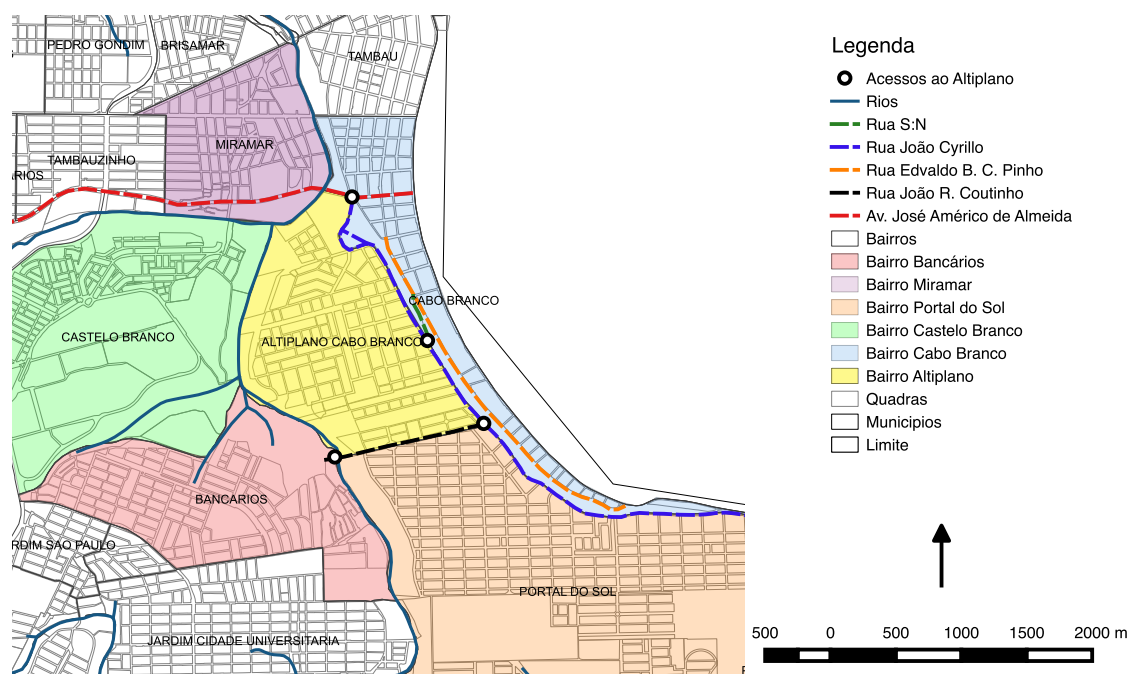 PEDRO GONDIM
BRISAMAR
TAMBAU
MIRAMAR
TAMBAUZINHO
ARIOS
CABO BRANCO
CASTELO BRANCO
ALTIPLANO CABO BRANCO
BANCARIOS
RDIM SAO PAULO
PORTAL DO SOL
JARDIM CIDADE UNIVERSITARIA
Legenda
Acessos ao Altiplano
Rios
Rua S:N
Rua João Cyrillo
Rua Edvaldo B. C. Pinho
Rua João R. Coutinho
Av. José Américo de Almeida
Bairros
Bairro Bancários
Bairro Miramar
Bairro Portal do Sol
Bairro Castelo Branco
Bairro Cabo Branco
Bairro Altiplano
Quadras
Municipios
Limite
500 0 500 1000 1500 2000 m